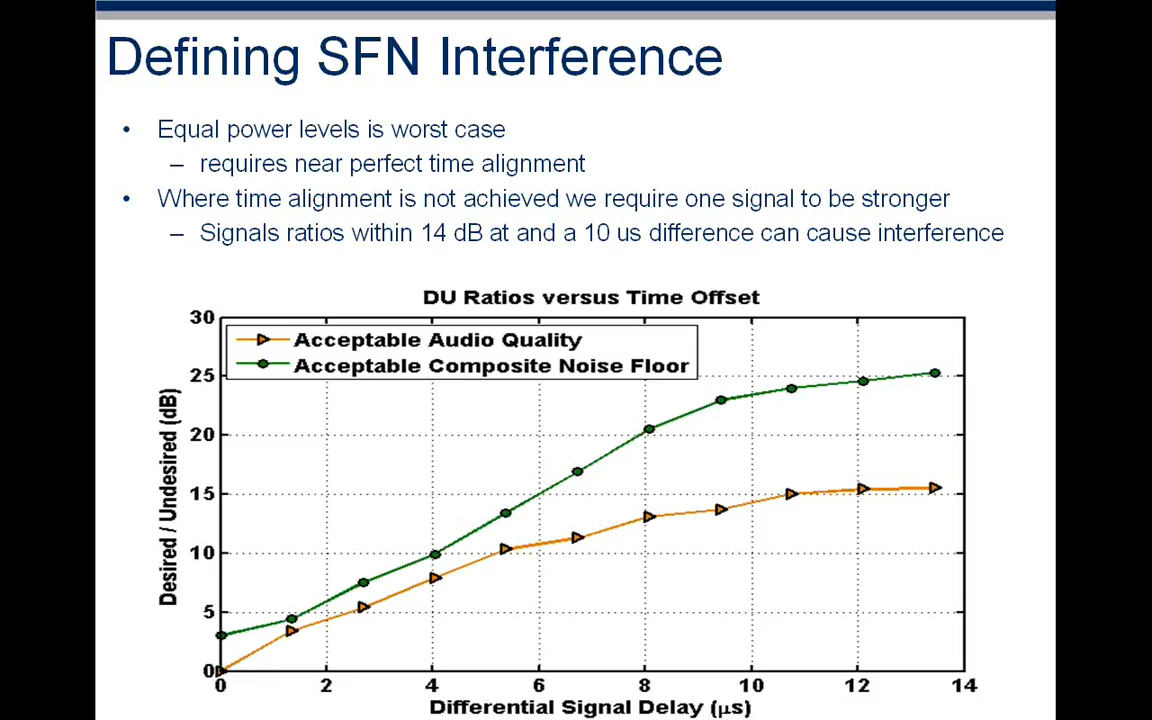 Defining SFN Interference
• Equal power levels is worst case
– requires near perfect time alignment
• Where time alignment is not achieved we require one signal to be stronger
– Signals ratios within 14 dB at and a 10 us difference can cause interference
DU Ratios versus Time Offset
Acceptable Audio Quality
Acceptable Composite Noise Floor
Desired / Undesired (dB)
30
25
20
15
10
5
0
0 2 4 6 8 10 12 14
Differential Signal Delay (μs)